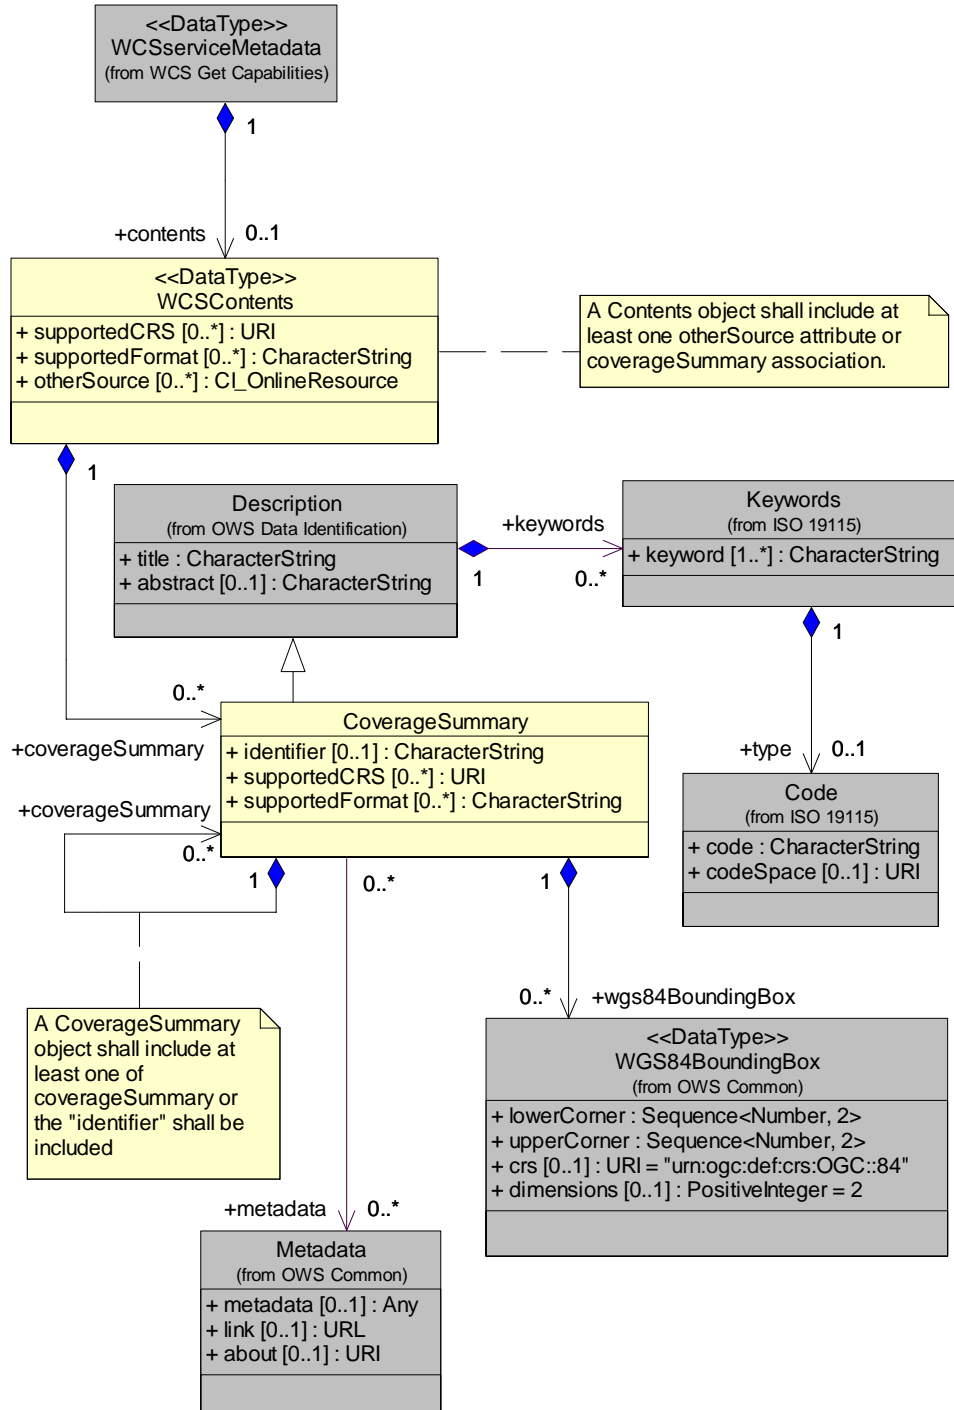 <<DataType>>
WCSserviceMetadata
(from WCS Get Capabilities)
1
+contents
0..1
<<DataType>>
WCSContents
+ supportedCRS [0..*] : URI
+ supportedFormat [0..*] : CharacterString
+ otherSource [0..*] : CI_OnlineResource
A Contents object shall include at
least one otherSource attribute or
coverageSummary association.
1
Description
(from OWS Data Identification)
+ title : CharacterString
+ abstract [0..1] : CharacterString
+keywords
1
0..*
Keywords
(from ISO 19115)
+ keyword [1..*] : CharacterString
1
+type
0..1
Code
(from ISO 19115)
+ code : CharacterString
+ codeSpace [0..1] : URI
0..*
+coverageSummary
CoverageSummary
+ identifier [0..1] : CharacterString
+ supportedCRS [0..*] : URI
+ supportedFormat [0..*] : CharacterString
+coverageSummary
0..*
1
0..*
1
A CoverageSummary
object shall include at
least one of
coverageSummary or
the "identifier" shall be
included
0..*
+wgs84BoundingBox
<<DataType>>
WGS84BoundingBox
(from OWS Common)
+ lowerCorner : Sequence<Number, 2>
+ upperCorner : Sequence<Number, 2>
+ crs [0..1] : URI = "urn:ogc:def:crs:OGC::84"
+ dimensions [0..1] : PositiveInteger = 2
+metadata
0..*
Metadata
(from OWS Common)
+ metadata [0..1] : Any
+ link [0..1] : URL
+ about [0..1] : URI